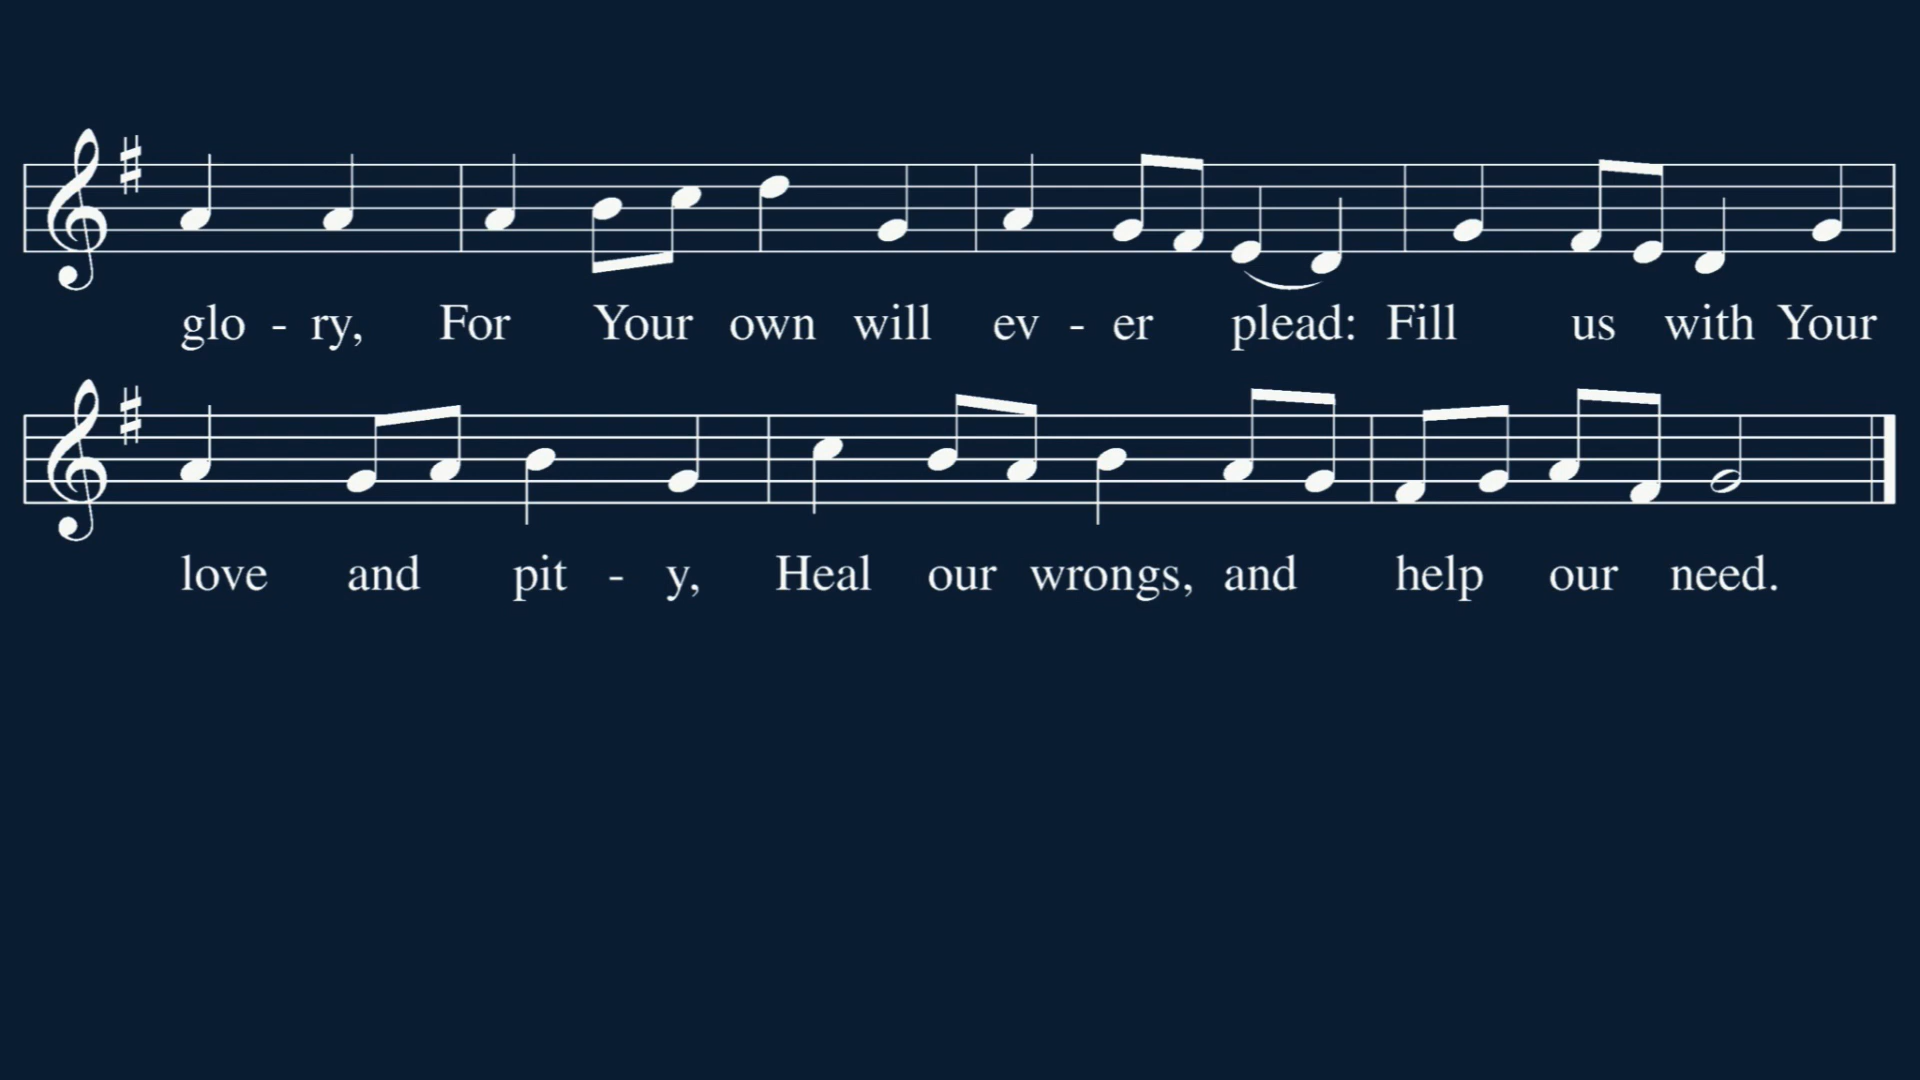 glo - ry, For Your own will ev - er plead: Fill us with Your
love and pit - y, Heal our wrongs, and help our need.